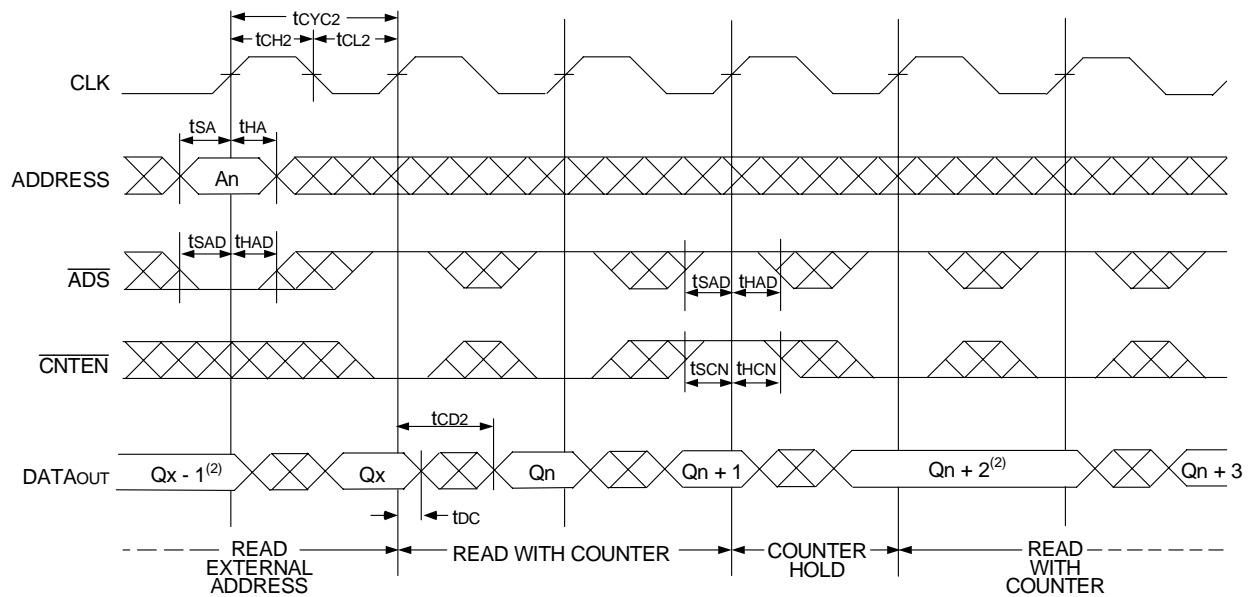 tCYC2
tCH2 tCL2
CLK
tSA tHA
ADDRESS An
tSAD tHAD
ADS tSAD tHAD
CNTEN
tSCN tHCN
tCD2
DATAOUT Qx - 1(2) Qx Qn Qn + 1 Qn + 2(2) Qn + 3
tDC
READ EXTERNAL ADDRESS
READ WITH COUNTER
COUNTER HOLD
READ WITH COUNTER